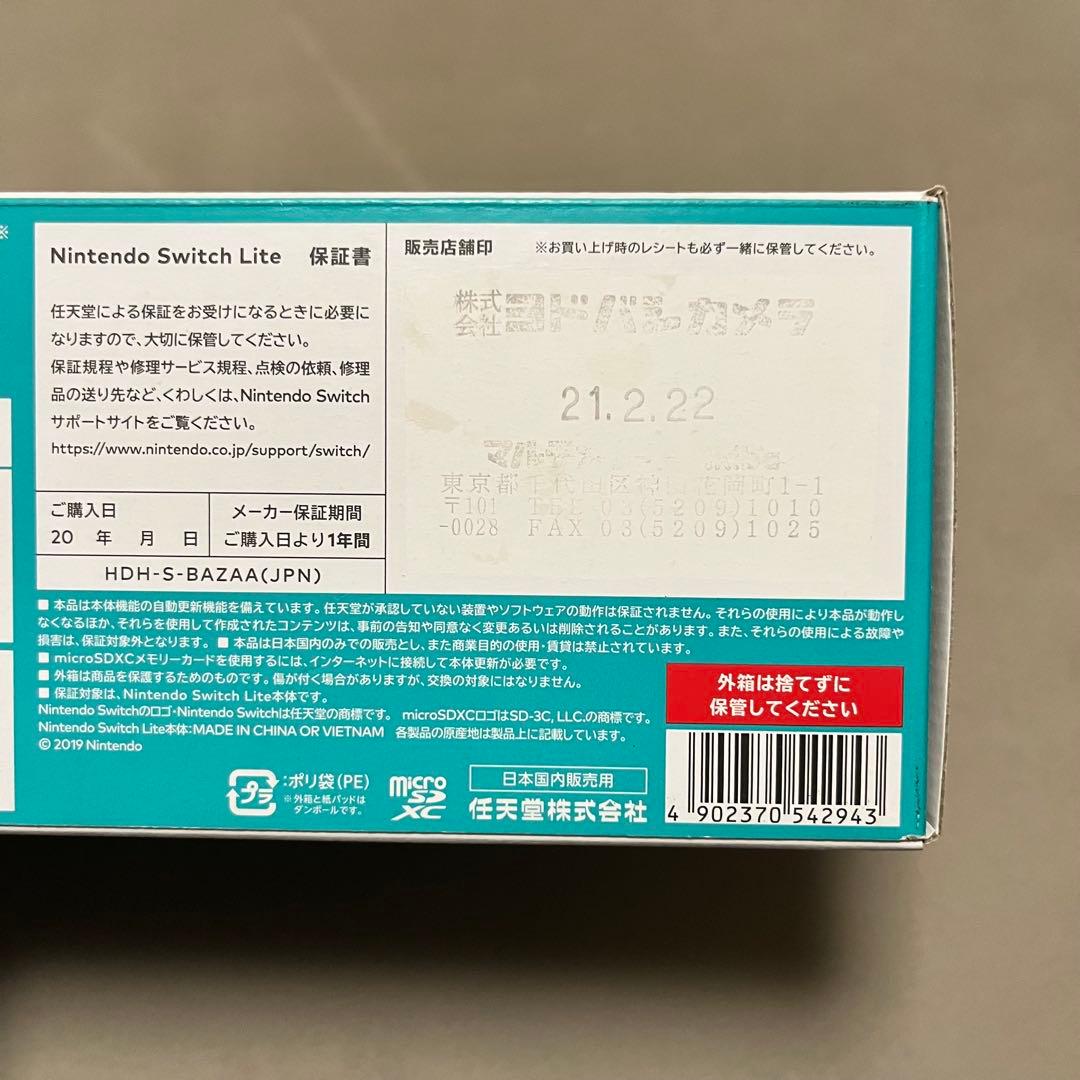 ※
Nintendo Switch Lite 保証書
任天堂による保証をお受けになるときに必要に
なりますので、大切に保管してください。
保証規程や修理サービス規程、点検の依頼、修理
品の送り先など、くわしくは、Nintendo Switch
サポートサイトをご覧ください。
https://www.nintendo.co.jp/support/switch/
ご購入日
20 年 月 日
メーカー保証期間
ご購入日より1年間
HDH-S-BAZAA(JPN)
販売店舗印 ※お買い上げ時のレシートも必ず一緒に保管してください。
株式会社ヨドバシカメラ
21.2.22
東京都千代田区神田花岡町1-1
〒101 TEL 03(5209)1010
-0028 FAX 03(5209)1025
■ 本品は本体機能の自動更新機能を備えています。任天堂が承認していない装置やソフトウェアの動作は保証されません。それらの使用により本品が動作し
なくなるほか、それらを使用して作成されたコンテンツは、事前の告知や同意なく変更あるいは削除されることがあります。また、それらの使用による故障や
損害は、保証対象外となります。 ■ 本品は日本国内のみでの販売とし、また商業目的の使用・賃貸は禁止されています。
■ microSDXCメモリーカードを使用するには、インターネットに接続して本体更新が必要です。
■ 外箱は商品を保護するためのものです。傷が付く場合がありますが、交換の対象にはなりません。
■ 保証対象は、Nintendo Switch Lite本体です。
Nintendo Switchのロゴ・Nintendo Switchは任天堂の商標です。 microSDXCロゴはSD-3C, LLC.の商標です。
Nintendo Switch Lite本体：MADE IN CHINA OR VIETNAM 各製品の原産地は製品上に記載しています。
© 2019 Nintendo
外箱は捨てずに
保管してください
プラ
：ポリ袋(PE)
※外箱と紙パッドは
ダンボールです。
micro SD XC
日本国内販売用
任天堂株式会社
4 902370 542943